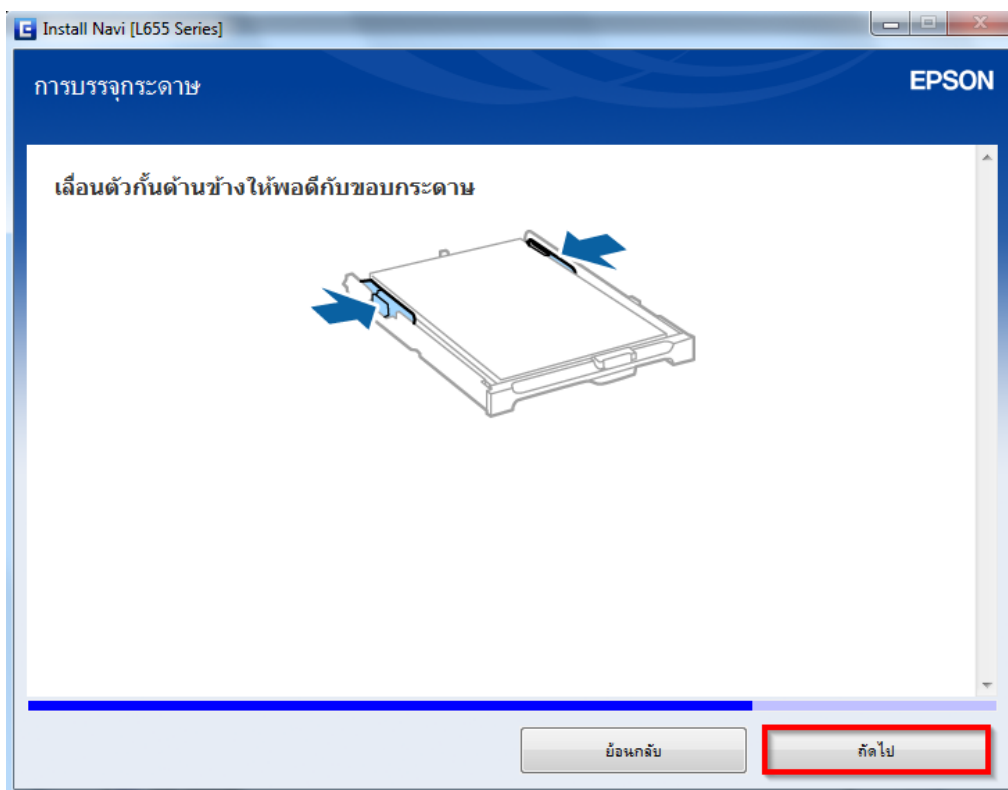 Install Navi [L655 Series]
การบรรจุกระดาษ
EPSON
เลื่อนตัวกั้นด้านข้างให้พอดีกับขอบกระดาษ
ย้อนกลับ
ถัดไป